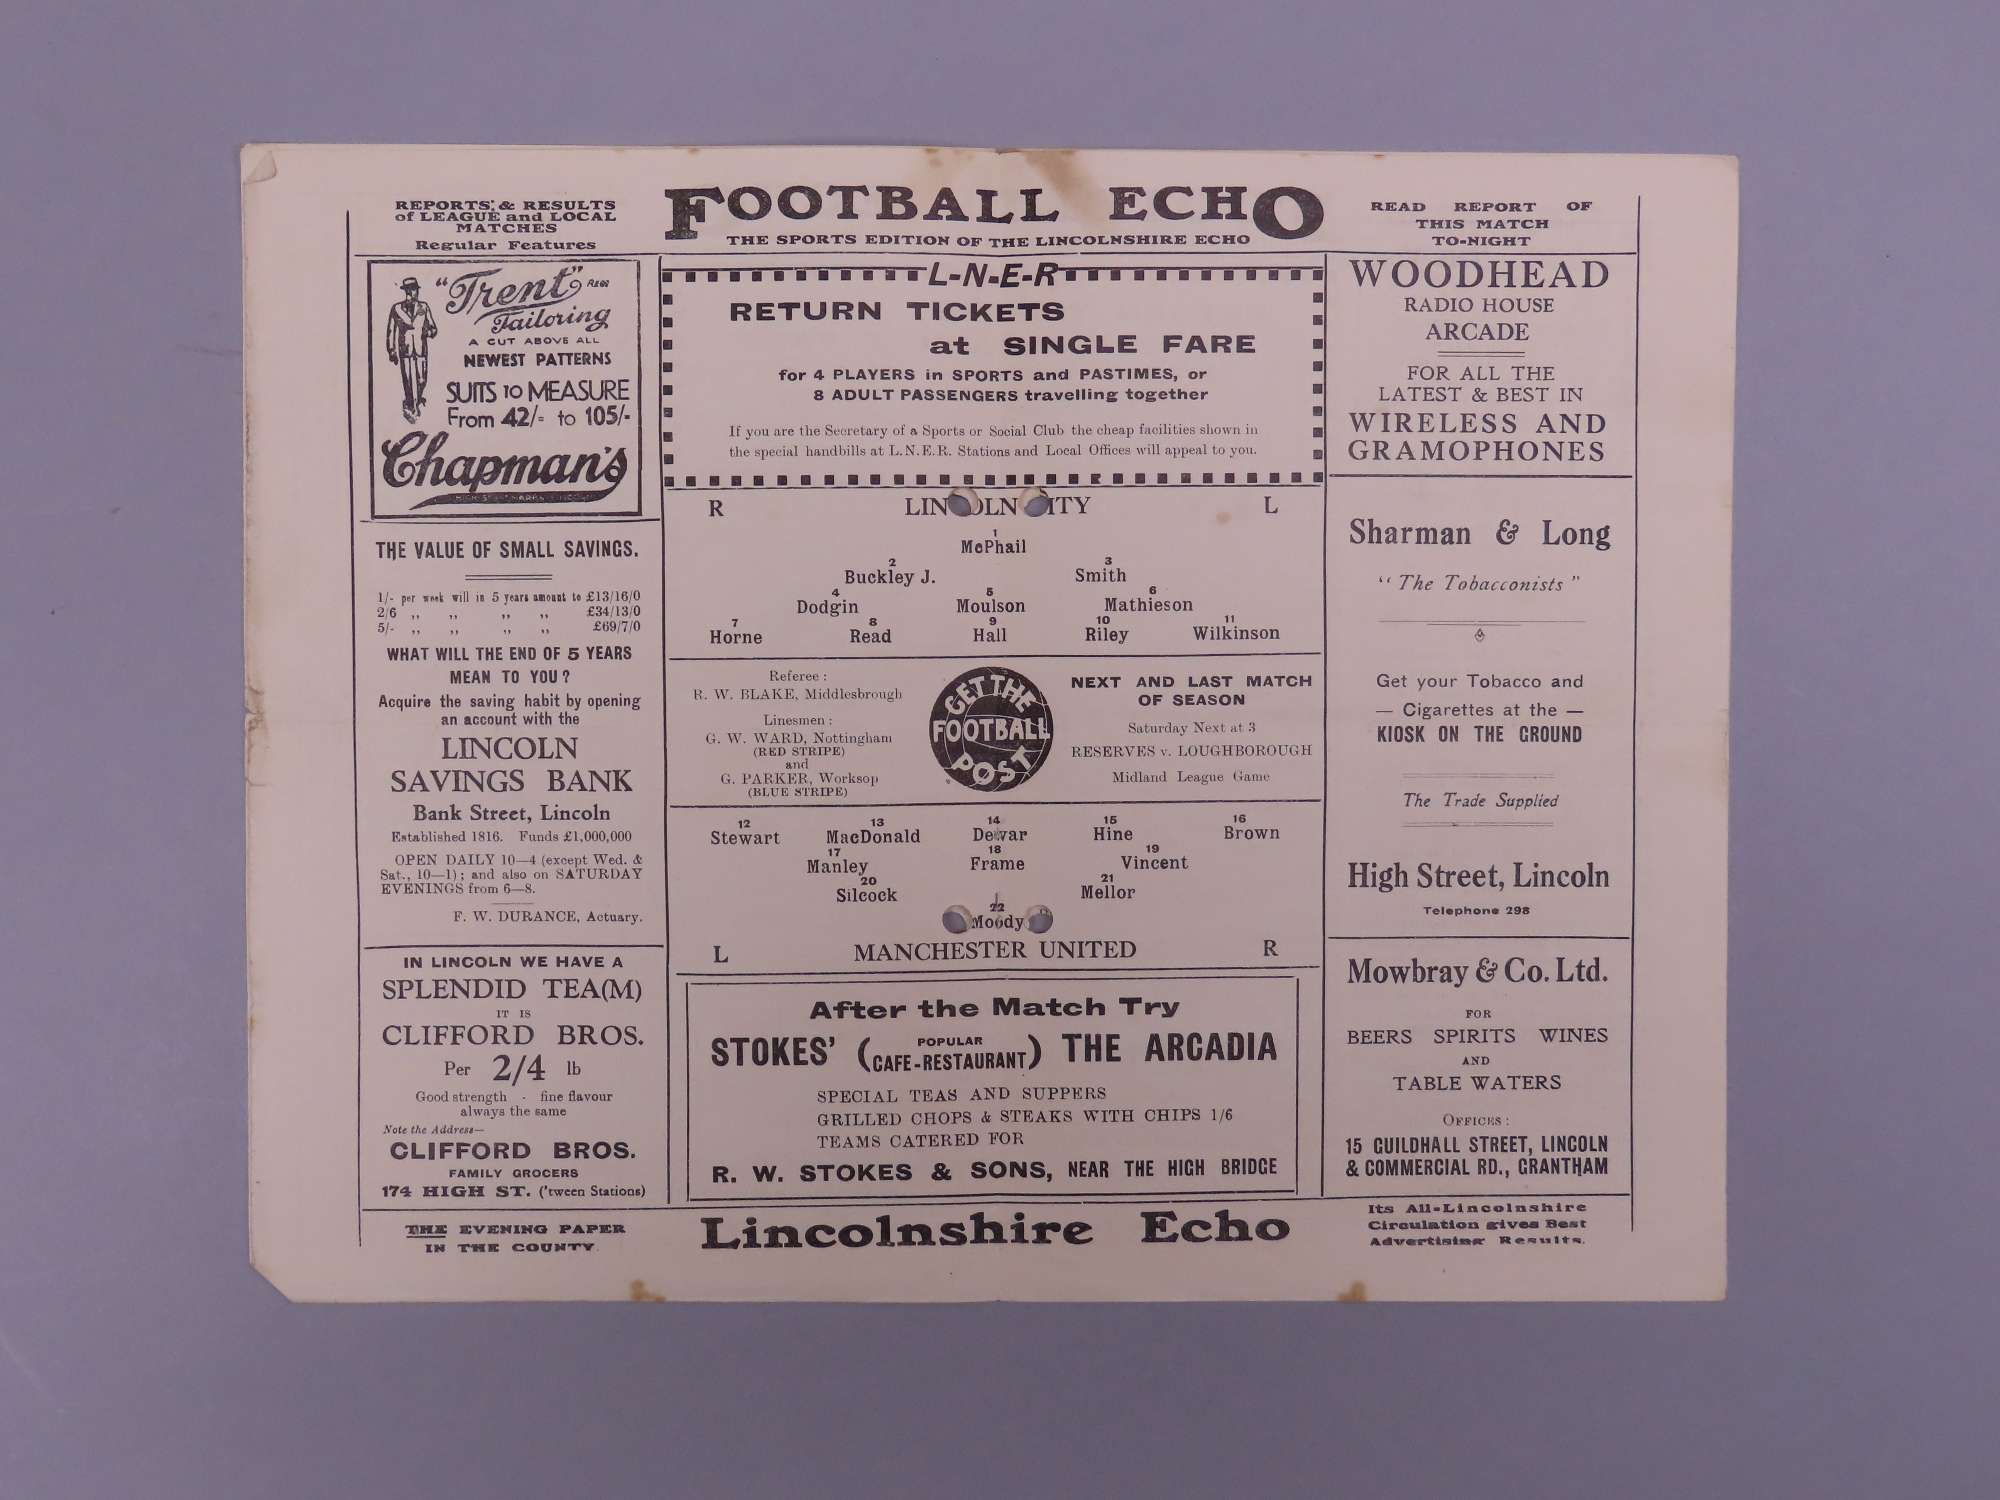 REPORTS & RESULTS
of LEAGUE and LOCAL
MATCHES
Regular Features
FOOTBALL ECHO
THE SPORTS EDITION OF THE LINCOLNSHIRE ECHO
READ REPORT OF
THIS MATCH
TO-NIGHT
"Trent" REGD
Tailoring
A CUT ABOVE ALL
NEWEST PATTERNS
SUITS TO MEASURE
From 42/- to 105/-
Chapman's
THE VALUE OF SMALL SAVINGS.
1/- per week will in 5 years amount to £13/16/0
2/6 ,, ,, ,, ,, £34/13/0
5/- ,, ,, ,, ,, £69/7/0
WHAT WILL THE END OF 5 YEARS
MEAN TO YOU?
Acquire the saving habit by opening
an account with the
LINCOLN
SAVINGS BANK
Bank Street, Lincoln
Established 1816. Funds £1,000,000
OPEN DAILY 10—4 (except Wed. &
Sat., 10—1); and also on SATURDAY
EVENINGS from 6—8.
F. W. DURANCE, Actuary.
IN LINCOLN WE HAVE A
SPLENDID TEA(M)
IT IS
CLIFFORD BROS.
Per 2/4 lb
Good strength - fine flavour
always the same
Note the Address—
CLIFFORD BROS.
FAMILY GROCERS
174 HIGH ST. ('tween Stations)
L-N-E-R
RETURN TICKETS
at SINGLE FARE
for 4 PLAYERS in SPORTS and PASTIMES, or
8 ADULT PASSENGERS travelling together
If you are the Secretary of a Sports or Social Club the cheap facilities shown in
the special handbills at L.N.E.R. Stations and Local Offices will appeal to you.
R LINCOLN CITY L
1
McPhail
2 3
Buckley J. Smith
4 5 6
Dodgin Moulson Mathieson
7 8 9 10 11
Horne Read Hall Riley Wilkinson
Referee :
R. W. BLAKE, Middlesbrough
Linesmen :
G. W. WARD, Nottingham
(RED STRIPE)
and
G. PARKER, Worksop
(BLUE STRIPE)
GET THE
FOOTBALL
POST
NEXT AND LAST MATCH
OF SEASON
Saturday Next at 3
RESERVES v. LOUGHBOROUGH
Midland League Game
12 13 14 15 16
Stewart MacDonald Dewar Hine Brown
17 18 19
Manley Frame Vincent
20 21
Silcock Mellor
22
Moody
L MANCHESTER UNITED R
After the Match Try
STOKES' (POPULAR CAFE-RESTAURANT) THE ARCADIA
SPECIAL TEAS AND SUPPERS
GRILLED CHOPS & STEAKS WITH CHIPS 1/6
TEAMS CATERED FOR
R. W. STOKES & SONS, NEAR THE HIGH BRIDGE
WOODHEAD
RADIO HOUSE
ARCADE
FOR ALL THE
LATEST & BEST IN
WIRELESS AND
GRAMOPHONES
Sharman & Long
"The Tobacconists"
Get your Tobacco and
— Cigarettes at the —
KIOSK ON THE GROUND
The Trade Supplied
High Street, Lincoln
Telephone 298
Mowbray & Co. Ltd.
FOR
BEERS SPIRITS WINES
AND
TABLE WATERS
OFFICES :
15 GUILDHALL STREET, LINCOLN
& COMMERCIAL RD., GRANTHAM
THE EVENING PAPER
IN THE COUNTY.
Lincolnshire Echo
Its All-Lincolnshire
Circulation gives Best
Advertising Results.